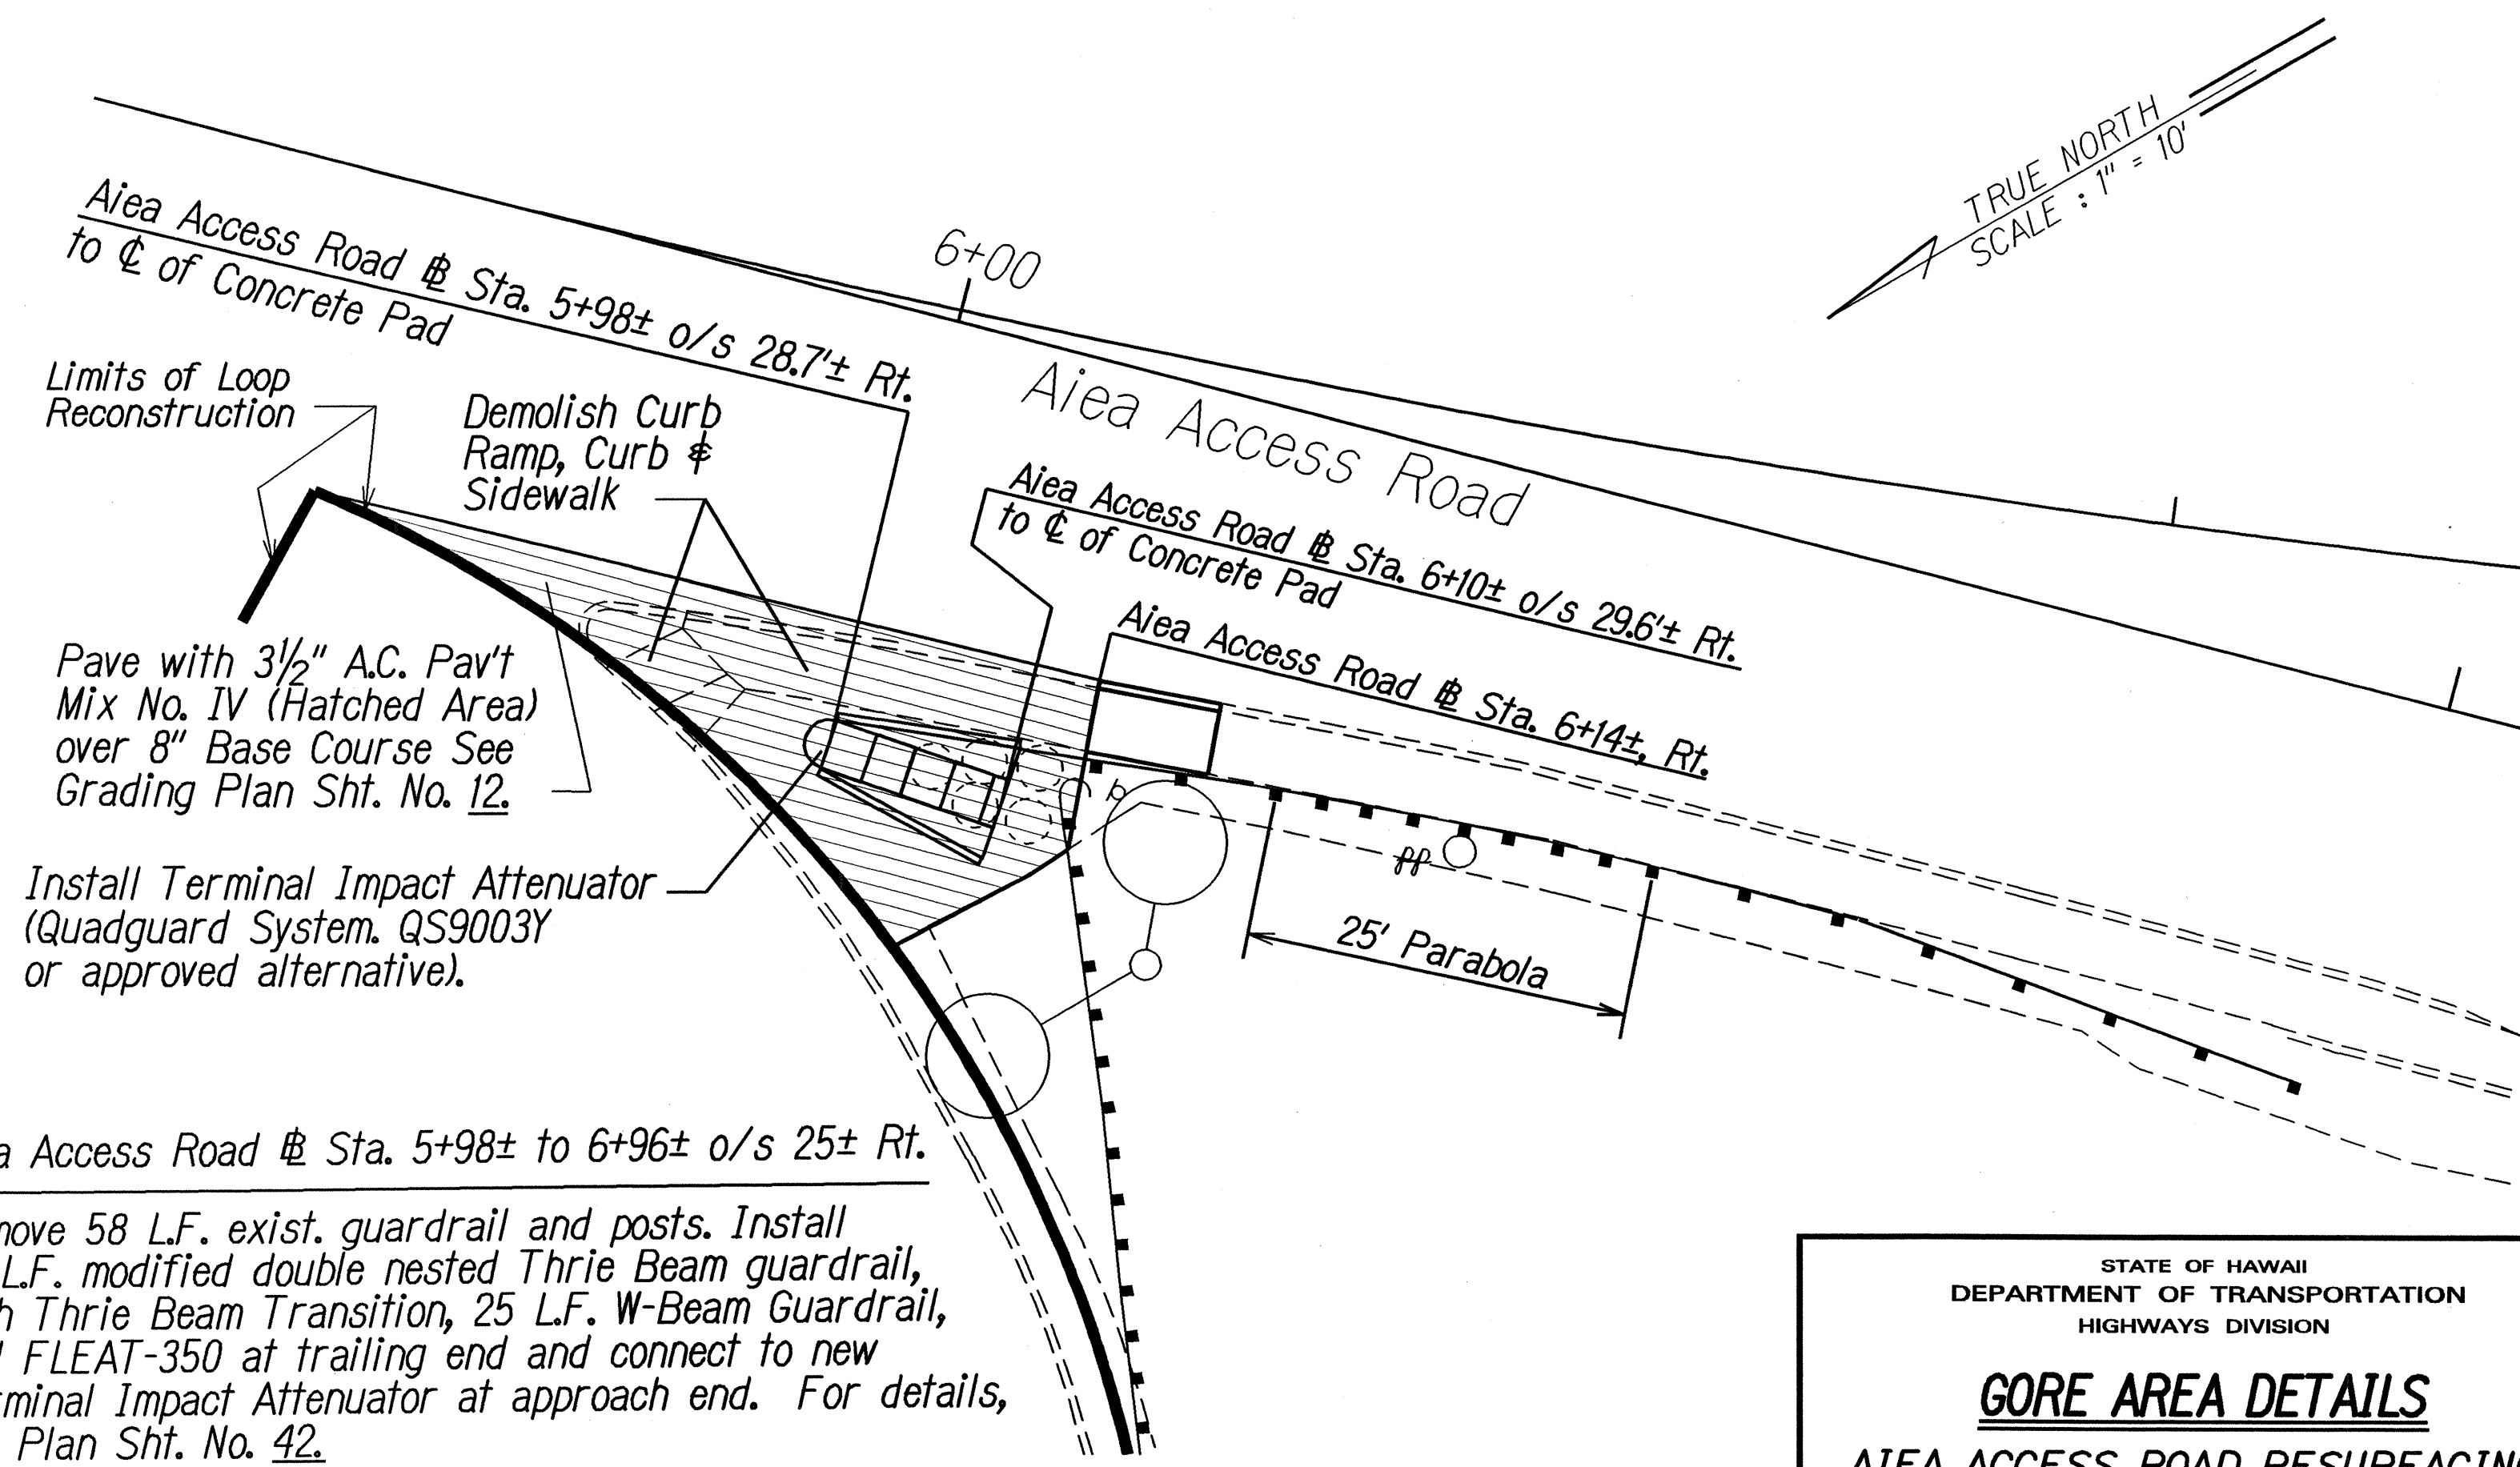 TRUE NORTH
SCALE : 1" = 10'
6+00
Aiea Access Road ℄ Sta. 5+98± o/s 28.7'± Rt.
to ℄ of Concrete Pad
Limits of Loop
Reconstruction
Demolish Curb
Ramp, Curb &
Sidewalk
Aiea Access Road
Aiea Access Road ℄ Sta. 6+10± o/s 29.6'± Rt.
to ℄ of Concrete Pad
Aiea Access Road ℄ Sta. 6+14±, Rt.
Pave with 3½" A.C. Pav't
Mix No. IV (Hatched Area)
over 8" Base Course See
Grading Plan Sht. No. 12.
Install Terminal Impact Attenuator
(Quadguard System. QS9003Y
or approved alternative).
pp
25' Parabola
a Access Road ℄ Sta. 5+98± to 6+96± o/s 25± Rt.
move 58 L.F. exist. guardrail and posts. Install
L.F. modified double nested Thrie Beam guardrail,
h Thrie Beam Transition, 25 L.F. W-Beam Guardrail,
FLEAT-350 at trailing end and connect to new
rminal Impact Attenuator at approach end. For details,
Plan Sht. No. 42.
STATE OF HAWAII
DEPARTMENT OF TRANSPORTATION
HIGHWAYS DIVISION
GORE AREA DETAILS
AIEA ACCESS ROAD RESURFACIN